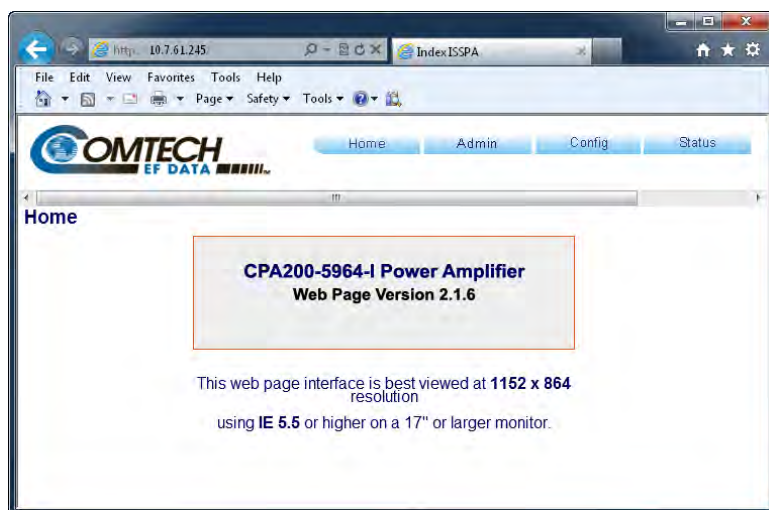 http: 10.7.61.245
IndexISSPA
File Edit View Favorites Tools Help
Page Safety Tools
COMTECH
EF DATA
Home Admin Config Status
Home
CPA200-5964-I Power Amplifier
Web Page Version 2.1.6
This web page interface is best viewed at 1152 x 864
resolution
using IE 5.5 or higher on a 17" or larger monitor.